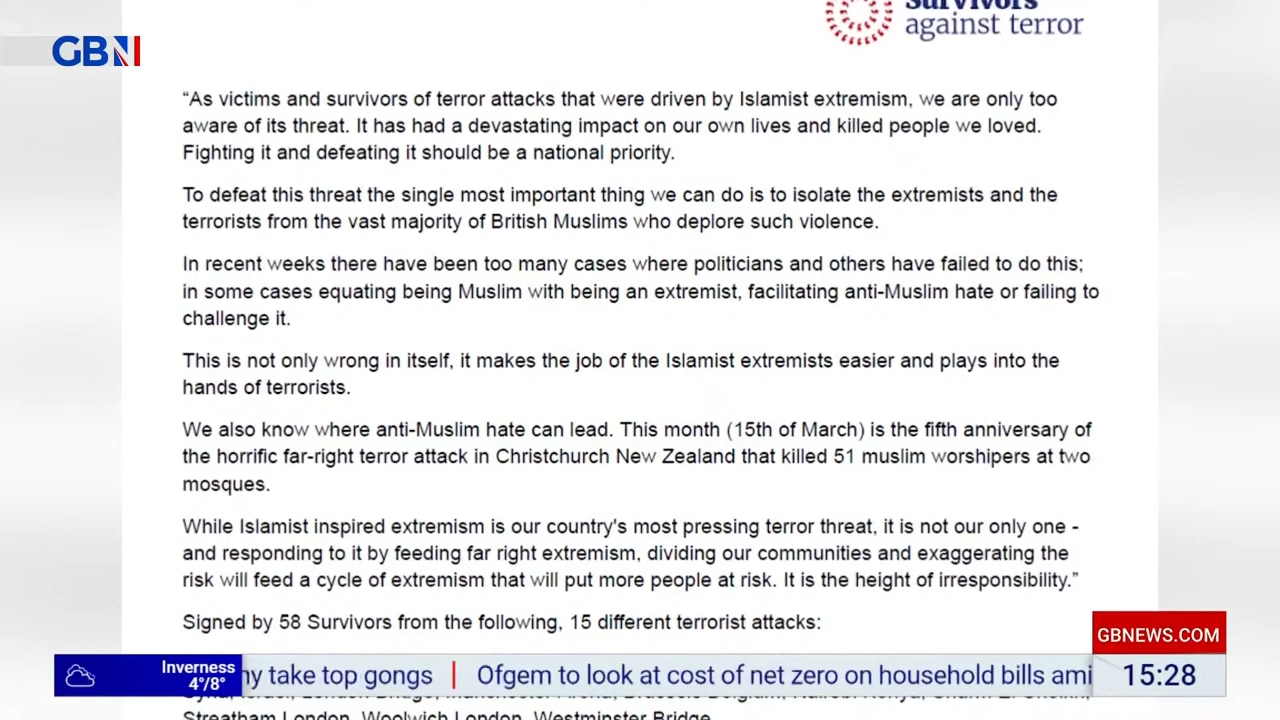 Survivors
GBN
against terror
“As victims and survivors of terror attacks that were driven by Islamist extremism, we are only too
aware of its threat. It has had a devastating impact on our own lives and killed people we loved.
Fighting it and defeating it should be a national priority.
To defeat this threat the single most important thing we can do is to isolate the extremists and the
terrorists from the vast majority of British Muslims who deplore such violence.
In recent weeks there have been too many cases where politicians and others have failed to do this;
in some cases equating being Muslim with being an extremist, facilitating anti-Muslim hate or failing to
challenge it.
This is not only wrong in itself, it makes the job of the Islamist extremists easier and plays into the
hands of terrorists.
We also know where anti-Muslim hate can lead. This month (15th of March) is the fifth anniversary of
the horrific far-right terror attack in Christchurch New Zealand that killed 51 muslim worshipers at two
mosques.
While Islamist inspired extremism is our country's most pressing terror threat, it is not our only one -
and responding to it by feeding far right extremism, dividing our communities and exaggerating the
risk will feed a cycle of extremism that will put more people at risk. It is the height of irresponsibility.”
Signed by 58 Survivors from the following, 15 different terrorist attacks:
GBNEWS.COM
Inverness
4°/8°
ny take top gongs | Ofgem to look at cost of net zero on household bills ami
15:28
Streatham London, Woolwich London, Westminster Bridge